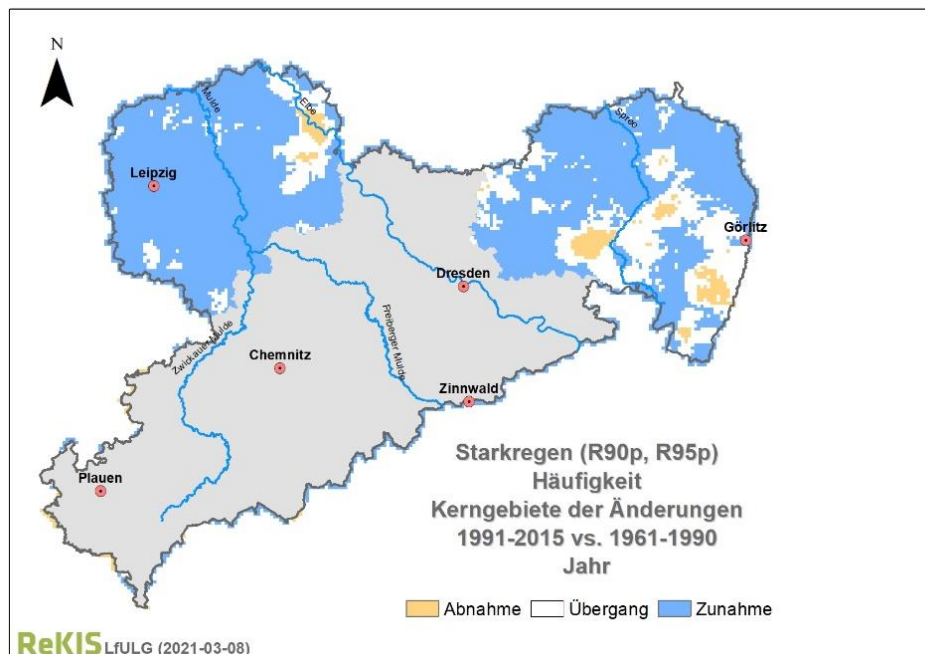 N
Mulde
Elbe
Spree
Leipzig
Görlitz
Dresden
Zwickauer Mulde
Freiberger Mulde
Chemnitz
Zinnwald
Plauen
Starkregen (R90p, R95p)
Häufigkeit
Kerngebiete der Änderungen
1991-2015 vs. 1961-1990
Jahr
Abnahme Übergang Zunahme
ReKIS LfULG (2021-03-08)